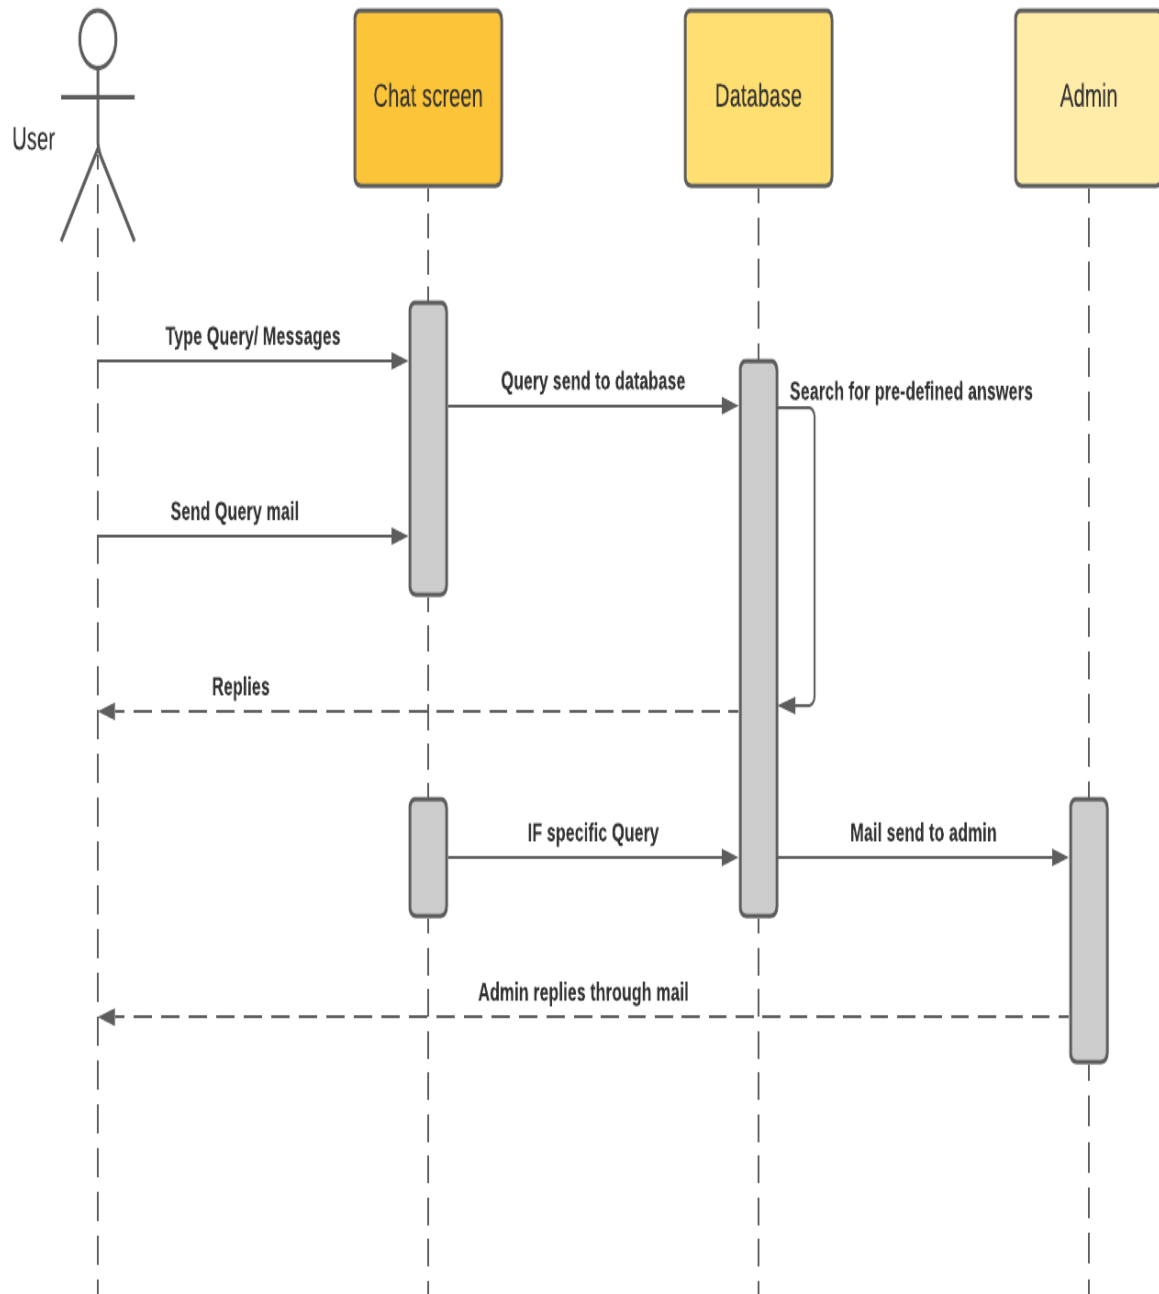 Chat screen
Database
Admin
User
Type Query/ Messages
Query send to database
Search for pre-defined answers
Send Query mail
Replies
IF specific Query
Mail send to admin
Admin replies through mail